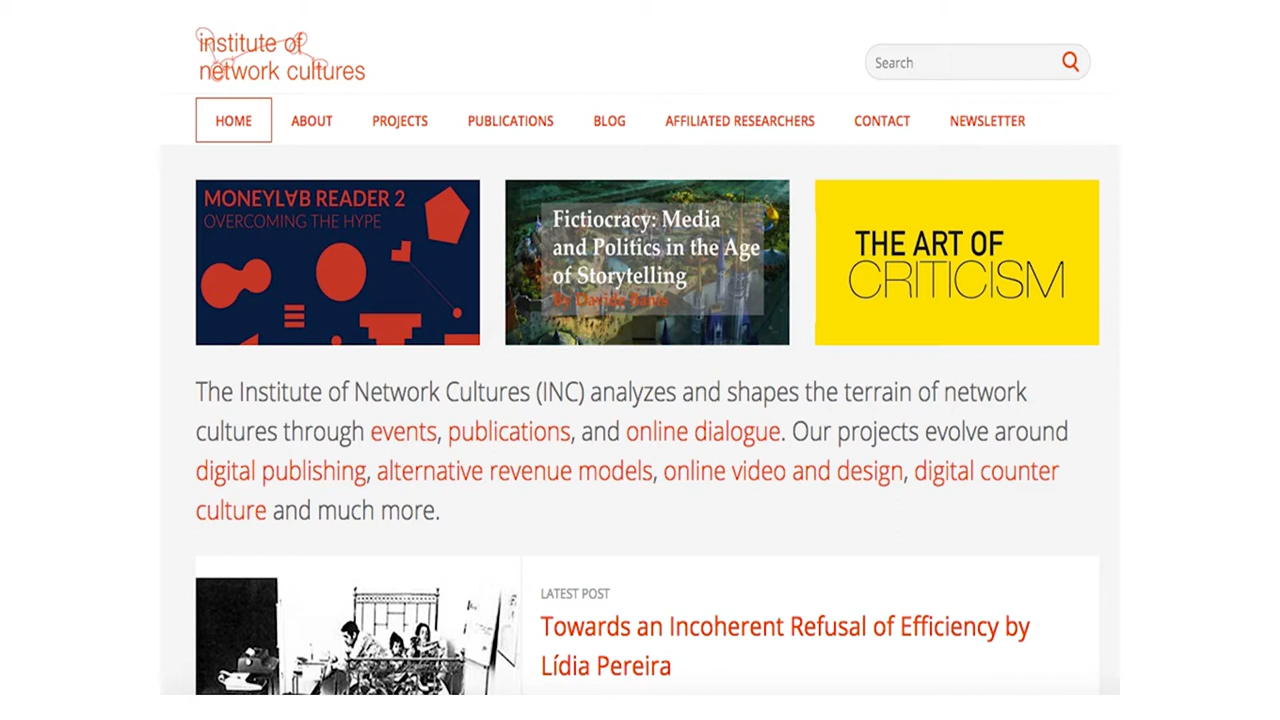 institute of
network cultures
Search
HOME ABOUT PROJECTS PUBLICATIONS BLOG AFFILIATED RESEARCHERS CONTACT NEWSLETTER
MONEYL∀B READER 2
OVERCOMING THE HYPE
Fictiocracy: Media
and Politics in the Age
of Storytelling
By Davide
THE ART OF
CRITICISM
The Institute of Network Cultures (INC) analyzes and shapes the terrain of network
cultures through events, publications, and online dialogue. Our projects evolve around
digital publishing, alternative revenue models, online video and design, digital counter
culture and much more.
LATEST POST
Towards an Incoherent Refusal of Efficiency by
Lídia Pereira